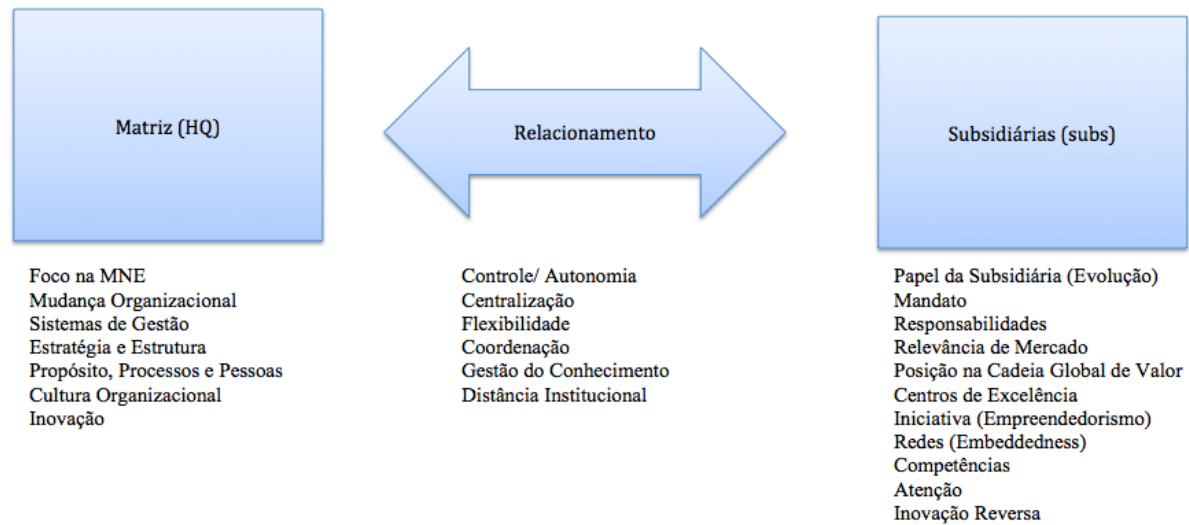 Matriz (HQ)
Relacionamento
Subsidiárias (subs)
Foco na MNE
Mudança Organizacional
Sistemas de Gestão
Estratégia e Estrutura
Propósito, Processos e Pessoas
Cultura Organizacional
Inovação
Controle/ Autonomia
Centralização
Flexibilidade
Coordenação
Gestão do Conhecimento
Distância Institucional
Papel da Subsidiária (Evolução)
Mandato
Responsabilidades
Relevância de Mercado
Posição na Cadeia Global de Valor
Centros de Excelência
Iniciativa (Empreendedorismo)
Redes (Embeddedness)
Competências
Atenção
Inovação Reversa